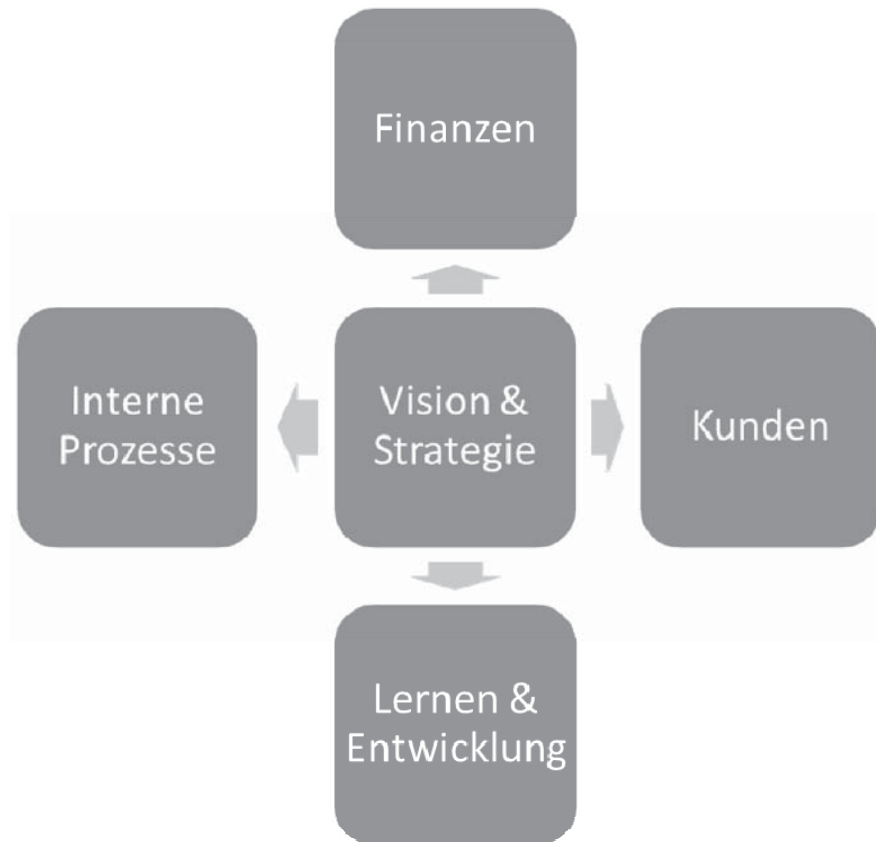 Finanzen
Interne
Prozesse
Vision &
Strategie
Kunden
Lernen &
Entwicklung